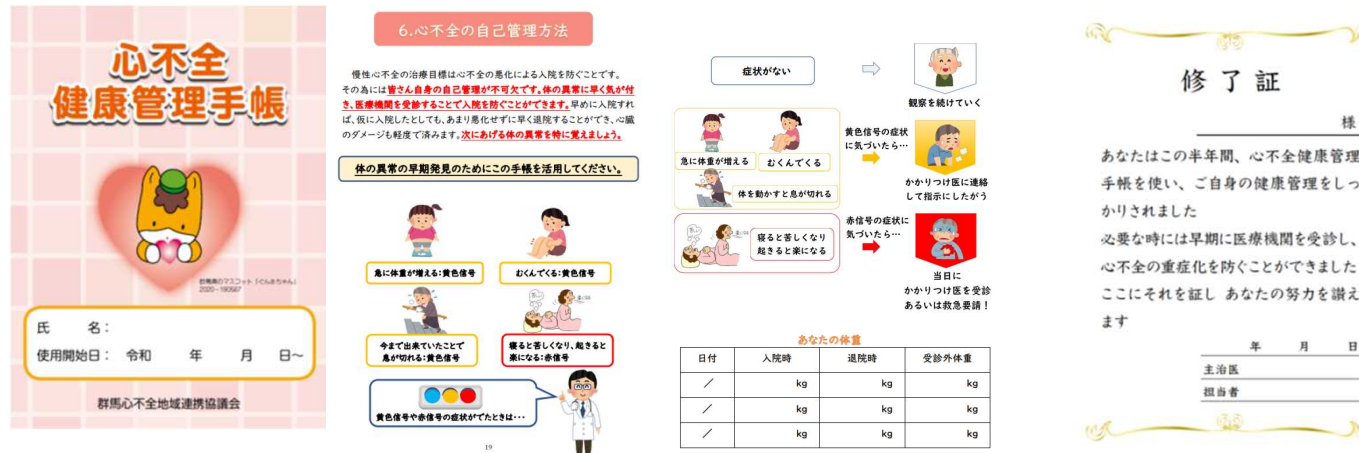 心不全
健康管理手帳
群馬県のマスコット「ぐんまちゃん」
氏 名:
使用開始日: 令和 年 月 日~
群馬心不全地域連携協議会
6.心不全の自己管理方法
慢性心不全の治療目標は心不全の悪化による入院を防ぐことです。
その為には皆さん自身の自己管理が不可欠です。体の異常に早く気が付
き、医療機関を受診することで入院を防ぐことができます。早めに入院すれ
ば、仮に入院したとしても、あまり悪化せずに早く退院することができ、心臓
のダメージも軽度で済みます。次にあげる体の異常を特に覚えましょう。
体の異常の早期発見のためにこの手帳を活用してください。
急に体重が増える:黄色信号
むくんでくる:黄色信号
今まで出来ていたことで
息が切れる:黄色信号
寝ると苦しくなり、起きると
楽になる:赤信号
黄色信号や赤信号の症状がでたときは・・・
19
症状がない
観察を続けていく
急に体重が増える
むくんでくる
体を動かすと息が切れる
黄色信号の症状
に気づいたら…
かかりつけ医に連絡
して指示にしたがう
寝ると苦しくなり
起きると楽になる
赤信号の症状に
気づいたら…
当日に
かかりつけ医を受診
あるいは救急要請!
あなたの体重
日付 入院時 退院時 受診外体重
/ kg kg kg
/ kg kg kg
/ kg kg kg
修了証
様
あなたはこの半年間、心不全健康管理
手帳を使い、ご自身の健康管理をしっ
かりされました
必要な時には早期に医療機関を受診し、
心不全の重症化を防ぐことができました
ここにそれを証し あなたの努力を讃え
ます
年 月 日
主治医
担当者